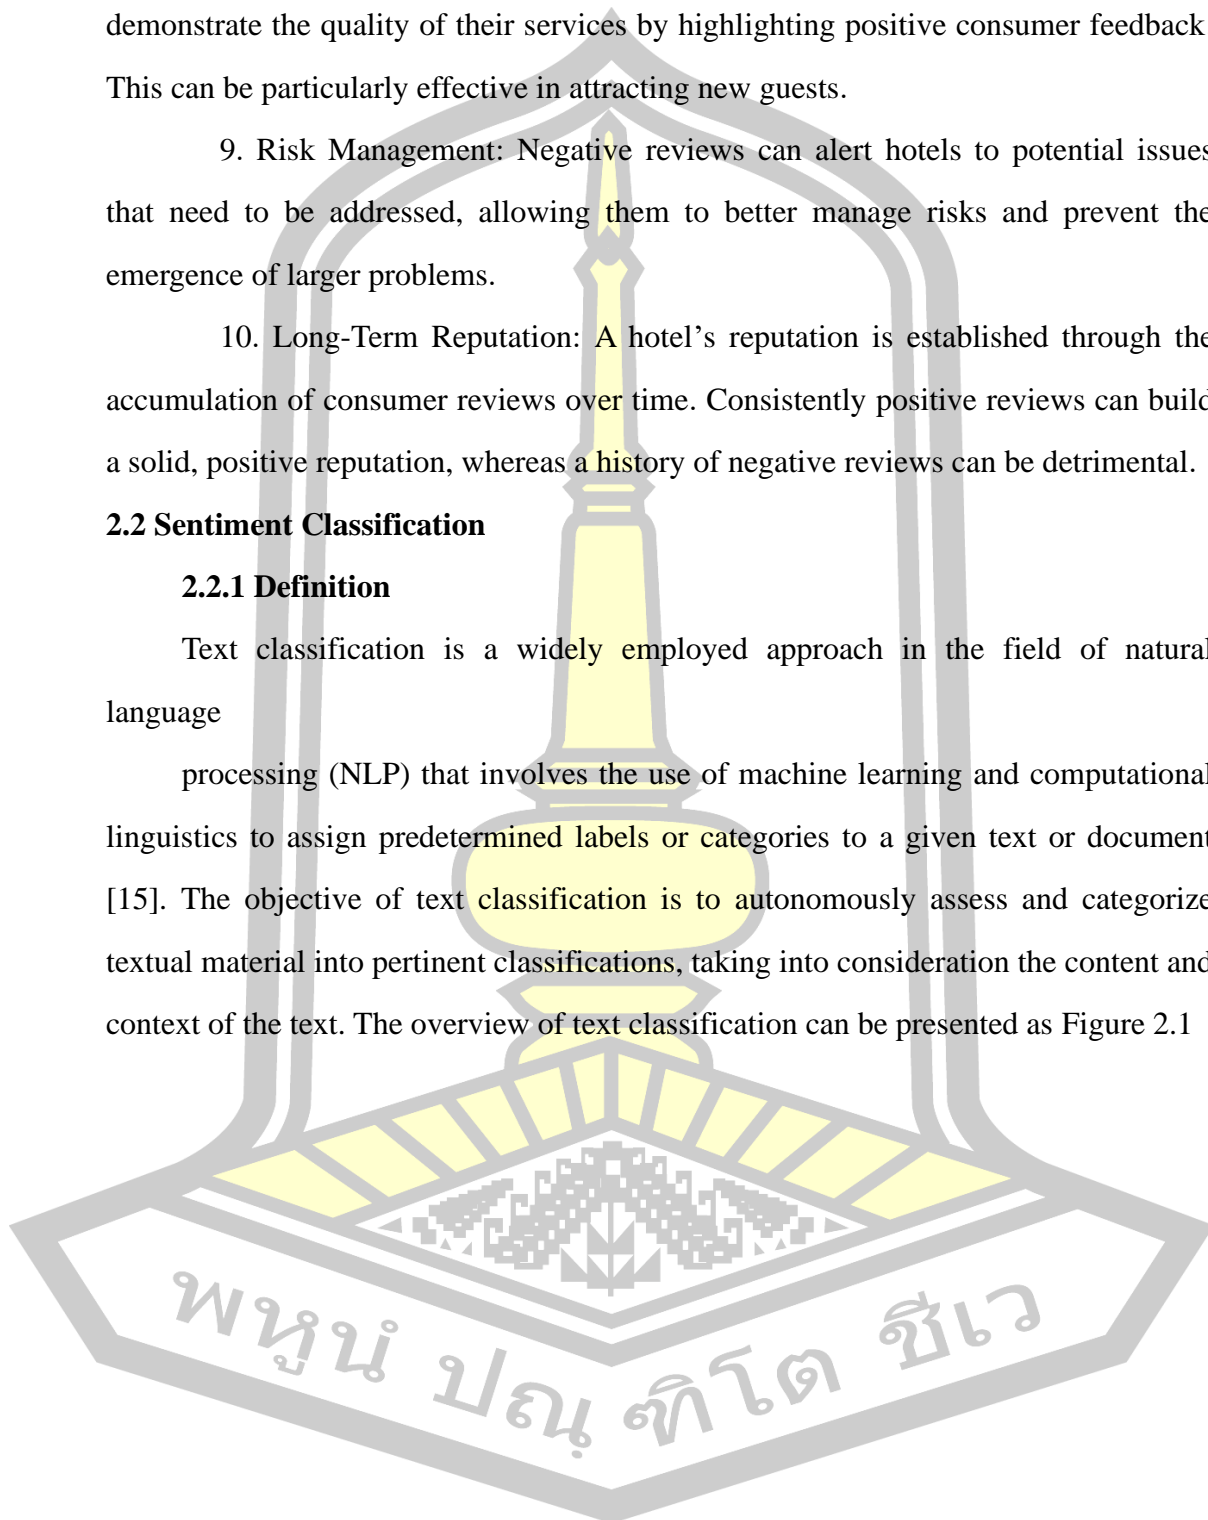 demonstrate the quality of their services by highlighting positive consumer feedback
This can be particularly effective in attracting new guests.
9. Risk Management: Negative reviews can alert hotels to potential issues
that need to be addressed, allowing them to better manage risks and prevent the
emergence of larger problems.
10. Long-Term Reputation: A hotel’s reputation is established through the
accumulation of consumer reviews over time. Consistently positive reviews can build
a solid, positive reputation, whereas a history of negative reviews can be detrimental.
2.2 Sentiment Classification
2.2.1 Definition
Text classification is a widely employed approach in the field of natural
language
processing (NLP) that involves the use of machine learning and computational
linguistics to assign predetermined labels or categories to a given text or document
[15]. The objective of text classification is to autonomously assess and categorize
textual material into pertinent classifications, taking into consideration the content and
context of the text. The overview of text classification can be presented as Figure 2.1
พหูนํ ปณฺฑิโต ชีเว